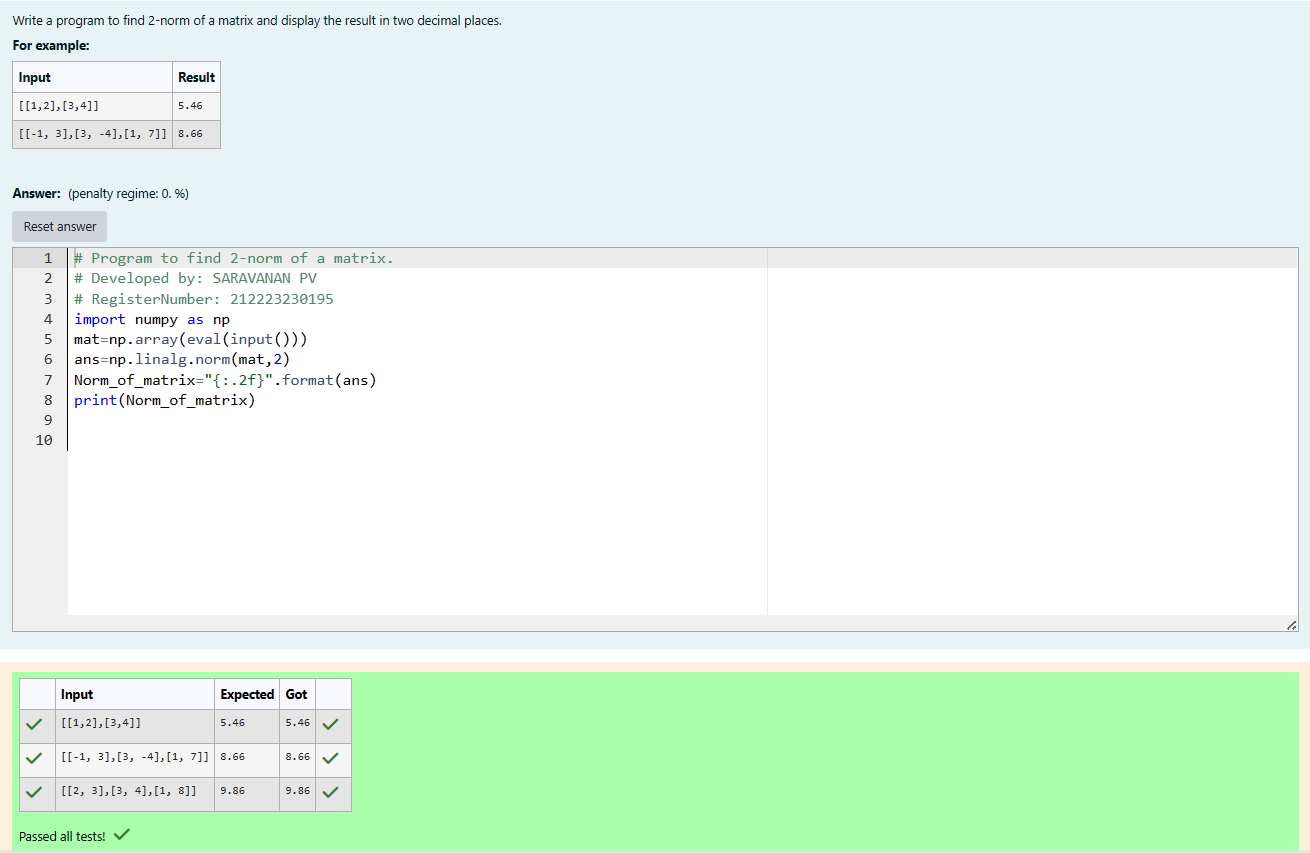 Write a program to find 2-norm of a matrix and display the result in two decimal places.
For example:
Input Result
[[1,2],[3,4]] 5.46
[[-1, 3],[3, -4],[1, 7]] 8.66
Answer: (penalty regime: 0. %)
Reset answer
1 # Program to find 2-norm of a matrix.
2 # Developed by: SARAVANAN PV
3 # RegisterNumber: 212223230195
4 import numpy as np
5 mat=np.array(eval(input()))
6 ans=np.linalg.norm(mat,2)
7 Norm_of_matrix="{:.2f}".format(ans)
8 print(Norm_of_matrix)
9
10
Input Expected Got
[[1,2],[3,4]] 5.46 5.46
[[-1, 3],[3, -4],[1, 7]] 8.66 8.66
[[2, 3],[3, 4],[1, 8]] 9.86 9.86
Passed all tests!